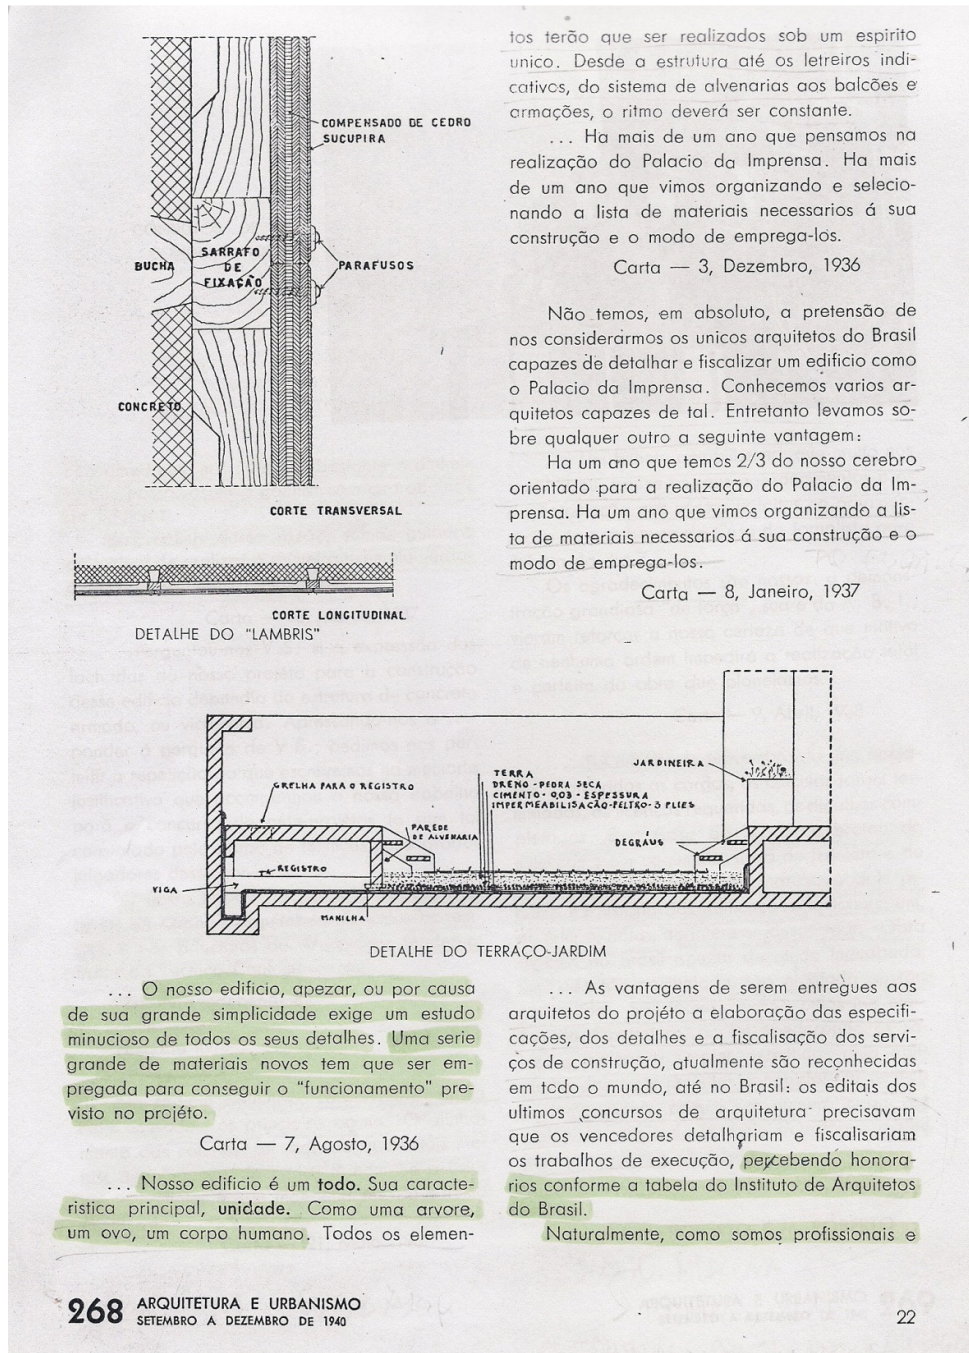 COMPENSADO DE CEDRO
SUCUPIRA
BUCHA
SARRAFO
DE
FIXAÇÃO
PARAFUSOS
CONCRETO
CORTE TRANSVERSAL
CORTE LONGITUDINAL
DETALHE DO "LAMBRIS"
tos terão que ser realizados sob um espirito
unico. Desde a estrutura até os letreiros indi-
cativos, do sistema de alvenarias aos balcões e
armações, o ritmo deverá ser constante.
... Ha mais de um ano que pensamos na
realização do Palacio da Imprensa. Ha mais
de um ano que vimos organizando e selecio-
nando a lista de materiais necessarios á sua
construção e o modo de emprega-los.
Carta — 3, Dezembro, 1936
Não temos, em absoluto, a pretensão de
nos considerarmos os unicos arquitetos do Brasil
capazes de detalhar e fiscalizar um edificio como
o Palacio da Imprensa. Conhecemos varios ar-
quitetos capazes de tal. Entretanto levamos so-
bre qualquer outro a seguinte vantagem:
Ha um ano que temos 2/3 do nosso cerebro
orientado para a realização do Palacio da Im-
prensa. Ha um ano que vimos organizando a lis-
ta de materiais necessarios á sua construção e o
modo de emprega-los.
Carta — 8, Janeiro, 1937
JARDINEIRA
TERRA
DRENO - PEDRA SECA
CIMENTO - 0,03 - ESPESSURA
IMPERMEABILISAÇÃO - FELTRO - 3 PLIES
GRELHA PARA O REGISTRO
PAREDE
DE ALVENARIA
DEGRÁUS
REGISTRO
VIGA
MANILHA
DETALHE DO TERRAÇO-JARDIM
... O nosso edificio, apezar, ou por causa
de sua grande simplicidade exige um estudo
minucioso de todos os seus detalhes. Uma serie
grande de materiais novos tem que ser em-
pregada para conseguir o "funcionamento" pre-
visto no projéto.
Carta — 7, Agosto, 1936
... Nosso edificio é um todo. Sua caracte-
ristica principal, unidade. Como uma arvore,
um ovo, um corpo humano. Todos os elemen-
... As vantagens de serem entregues aos
arquitetos do projéto a elaboração das especifi-
cações, dos detalhes e a fiscalisação dos servi-
ços de construção, atualmente são reconhecidas
em todo o mundo, até no Brasil: os editais dos
ultimos concursos de arquitetura precisavam
que os vencedores detalhariam e fiscalisariam
os trabalhos de execução, percebendo honora-
rios conforme a tabela do Instituto de Arquitetos
do Brasil.
Naturalmente, como somos profissionais e
268 ARQUITETURA E URBANISMO
SETEMBRO A DEZEMBRO DE 1940
22